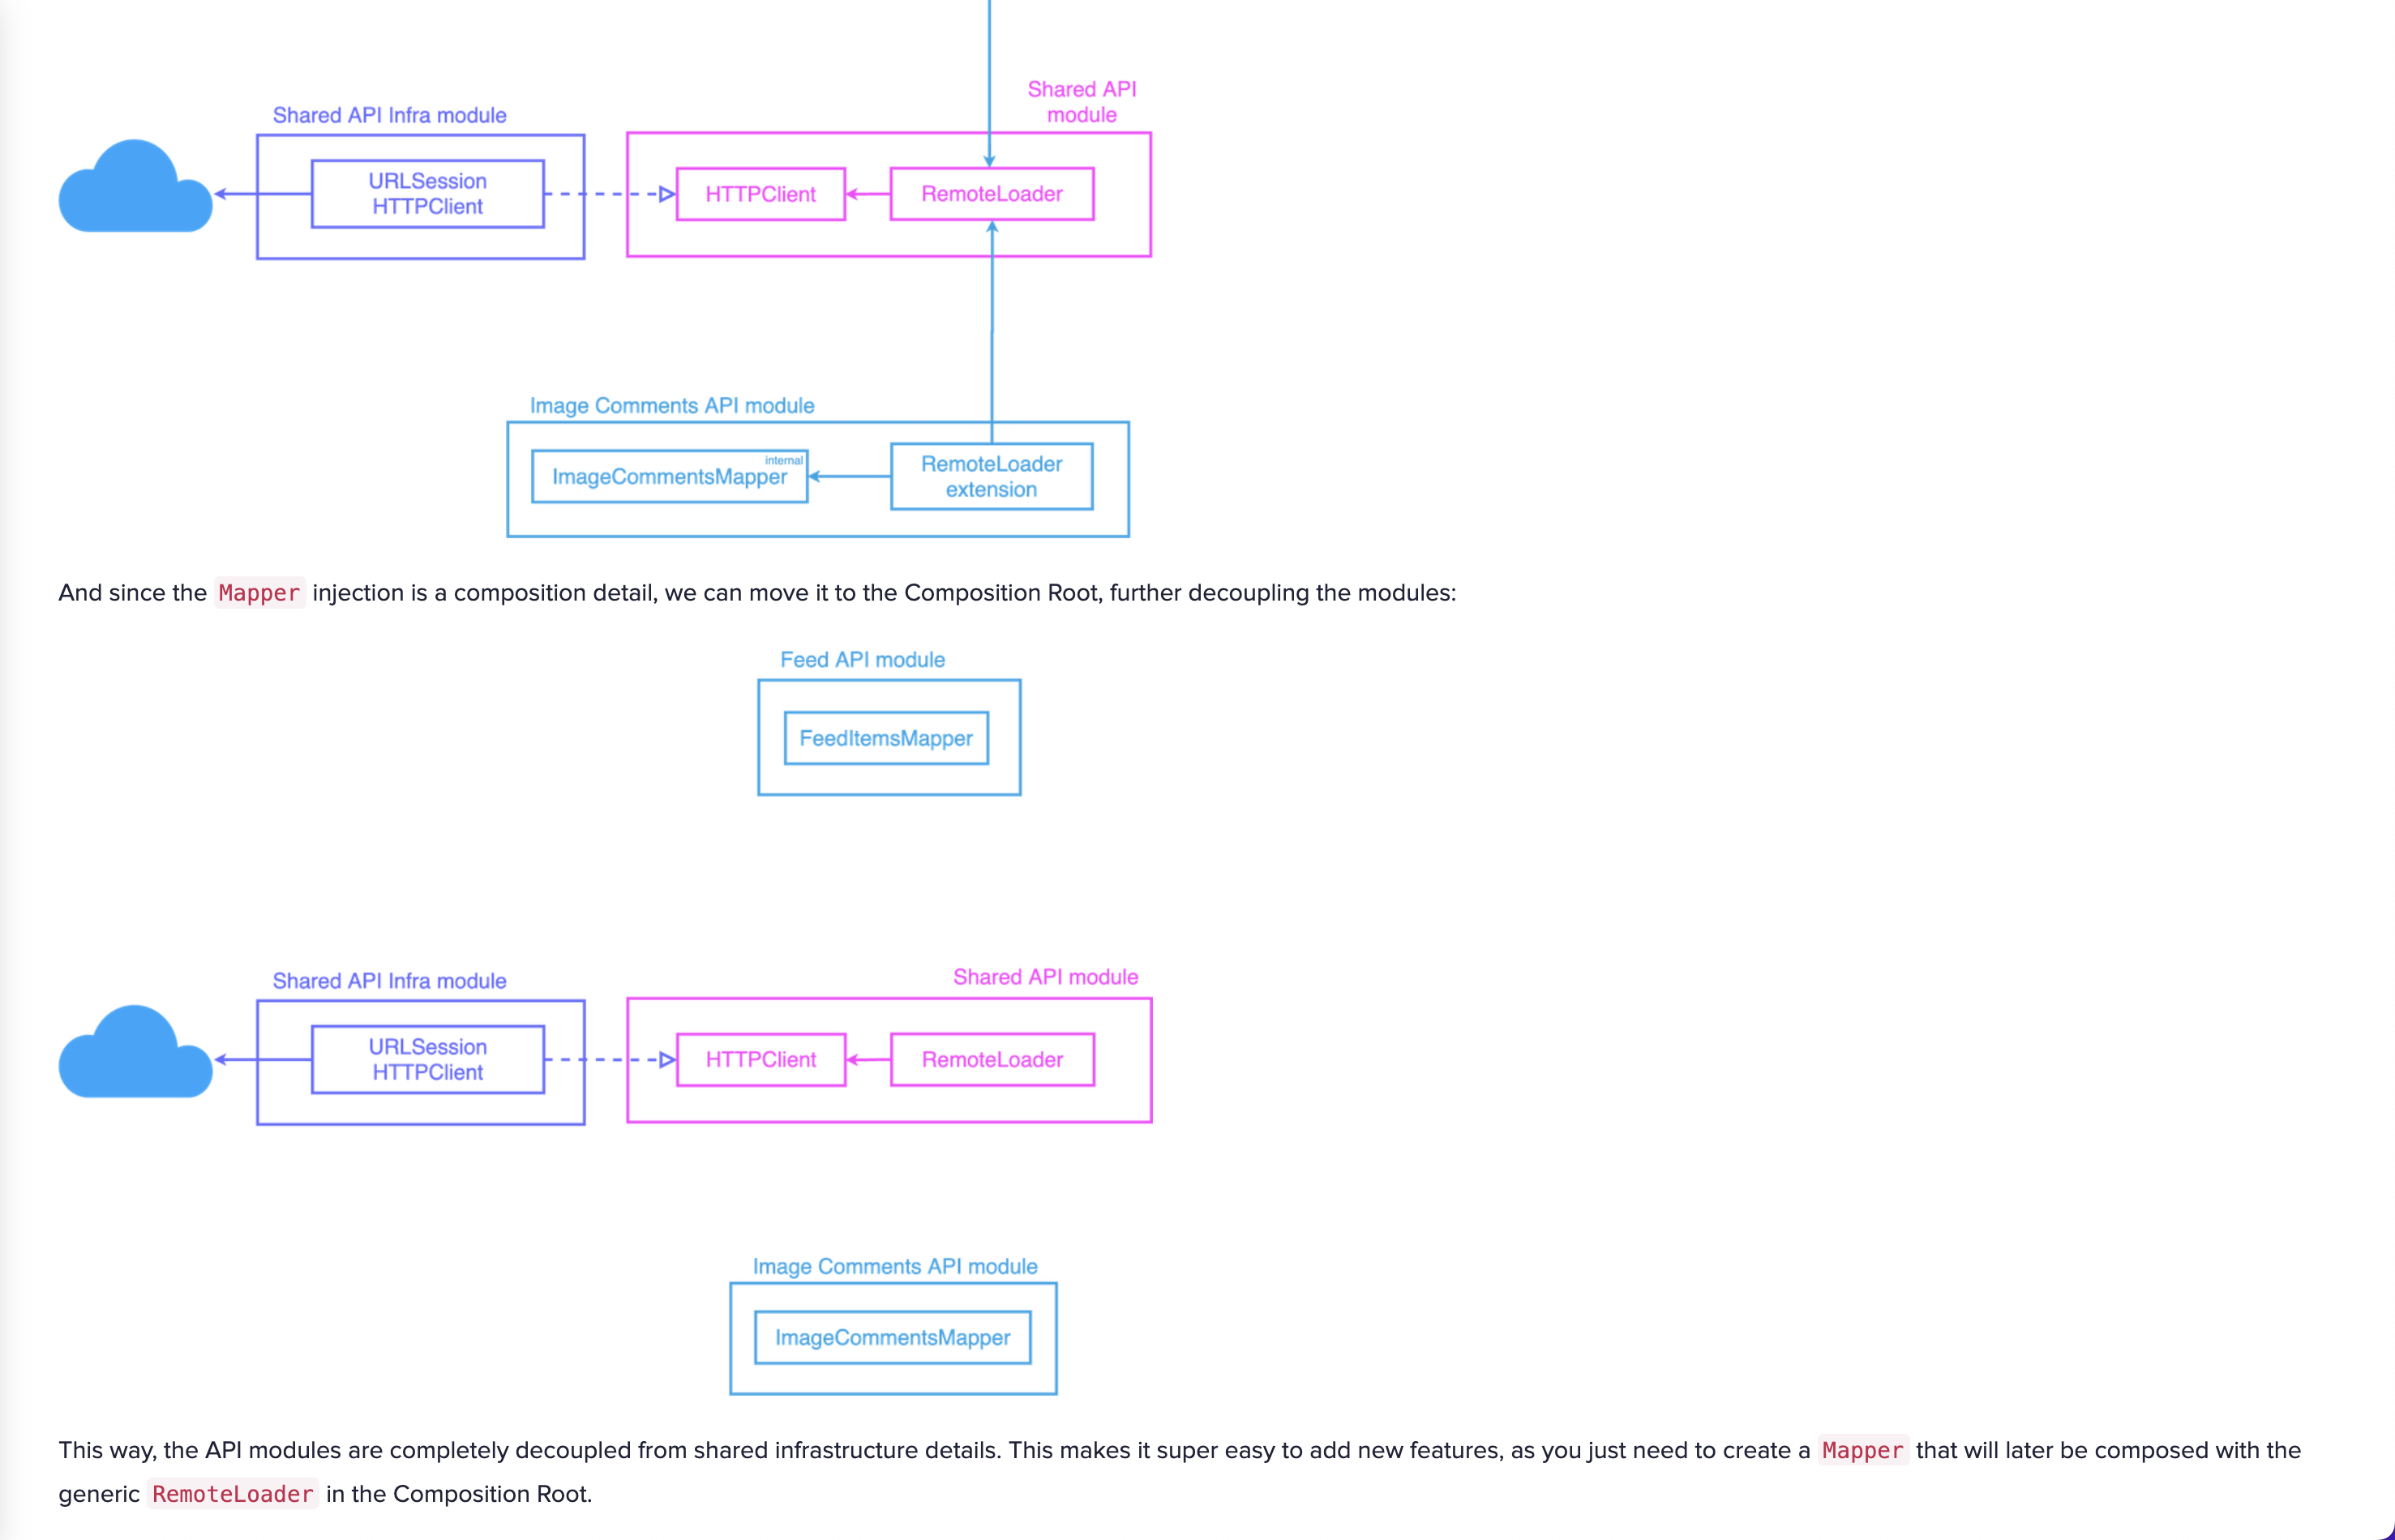 Shared API
module
Shared API Infra module
URLSession
HTTPClient
HTTPClient
RemoteLoader
Image Comments API module
internal
ImageCommentsMapper
RemoteLoader
extension
And since the Mapper injection is a composition detail, we can move it to the Composition Root, further decoupling the modules:
Feed API module
FeedItemsMapper
Shared API Infra module
Shared API module
URLSession
HTTPClient
HTTPClient
RemoteLoader
Image Comments API module
ImageCommentsMapper
This way, the API modules are completely decoupled from shared infrastructure details. This makes it super easy to add new features, as you just need to create a Mapper that will later be composed with the
generic RemoteLoader in the Composition Root.